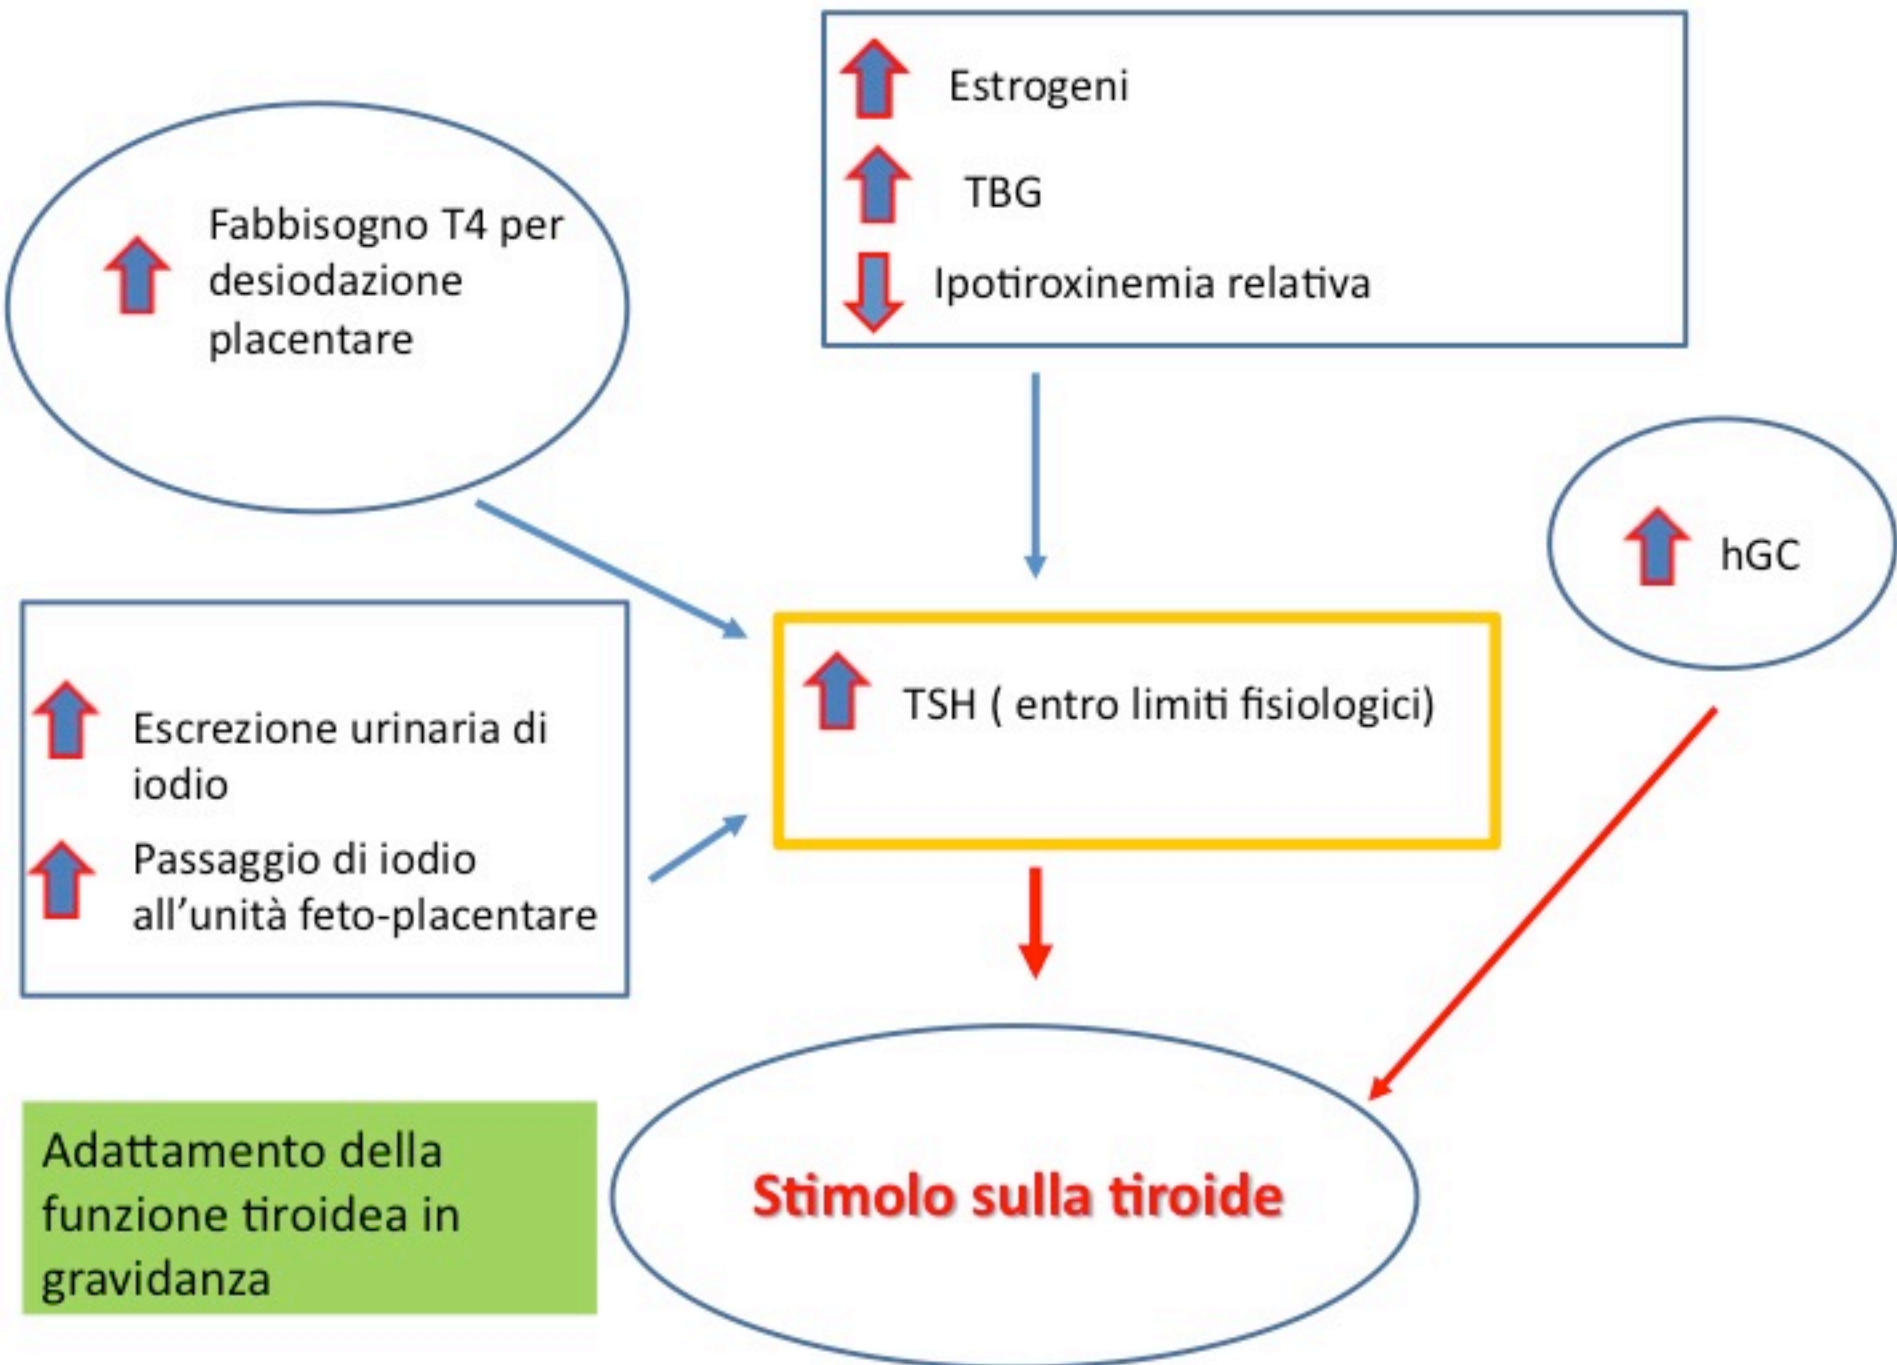 Estrogeni
TBG
Ipotiroxinemia relativa
Fabbisogno T4 per
desiodazione
placentare
hGC
Escrezione urinaria di
iodio
Passaggio di iodio
all'unità feto-placentare
TSH ( entro limiti fisiologici)
Adattamento della
funzione tiroidea in
gravidanza
Stimolo sulla tiroide